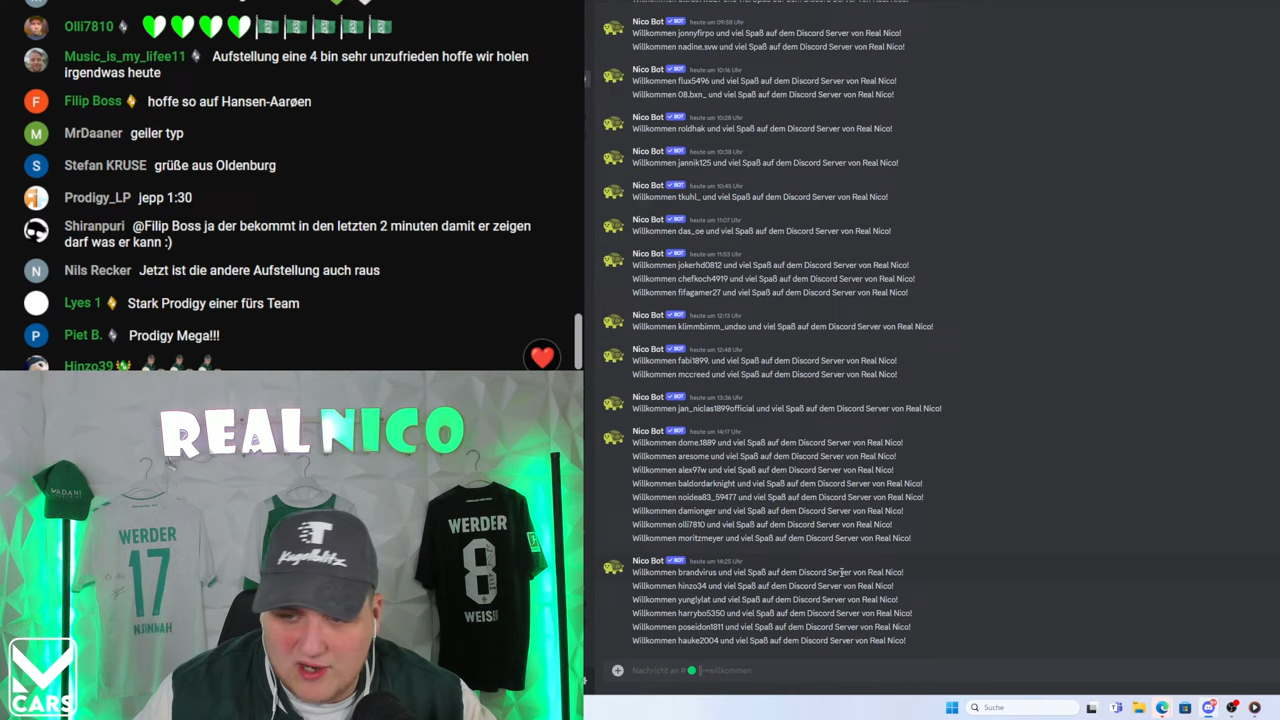 Olli7810
Music_is_my_lifee11 Aufstellung eine 4 bin sehr unzufrieden hoffe wir holen
irgendwas heute
Filip Boss hoffe so auf Hansen-Aarøen
MrDaaner geiler typ
Stefan KRUSE grüße aus Oldenburg
Prodigy_LP jepp 1:30
Shiranpuri @Filip Boss ja der bekommt in den letzten 2 minuten damit er zeigen
darf was er kann :)
Nils Recker Jetzt ist die andere Aufstellung auch raus
Lyes 1 Stark Prodigy einer fürs Team
Piet B. Prodigy Mega!!!
Hinzo39
REAL NICO
VADANI
WERDER
17
NJINMAH
Kugelblitz
WERDER
8
WEISER
CARS
Nico Bot BOT heute um 09:58 Uhr
Willkommen jonnyfirpo und viel Spaß auf dem Discord Server von Real Nico!
Willkommen nadine.svw und viel Spaß auf dem Discord Server von Real Nico!
Nico Bot BOT heute um 10:16 Uhr
Willkommen flux5496 und viel Spaß auf dem Discord Server von Real Nico!
Willkommen 08.bxn_ und viel Spaß auf dem Discord Server von Real Nico!
Nico Bot BOT heute um 10:28 Uhr
Willkommen roldhak und viel Spaß auf dem Discord Server von Real Nico!
Nico Bot BOT heute um 10:38 Uhr
Willkommen jannik125 und viel Spaß auf dem Discord Server von Real Nico!
Nico Bot BOT heute um 10:45 Uhr
Willkommen tkuhl_ und viel Spaß auf dem Discord Server von Real Nico!
Nico Bot BOT heute um 11:07 Uhr
Willkommen das_oe und viel Spaß auf dem Discord Server von Real Nico!
Nico Bot BOT heute um 11:53 Uhr
Willkommen jokerhd0812 und viel Spaß auf dem Discord Server von Real Nico!
Willkommen chefkoch4919 und viel Spaß auf dem Discord Server von Real Nico!
Willkommen fifagamer27 und viel Spaß auf dem Discord Server von Real Nico!
Nico Bot BOT heute um 12:13 Uhr
Willkommen klimmbimm_undso und viel Spaß auf dem Discord Server von Real Nico!
Nico Bot BOT heute um 12:48 Uhr
Willkommen fabi1899. und viel Spaß auf dem Discord Server von Real Nico!
Willkommen mccreed und viel Spaß auf dem Discord Server von Real Nico!
Nico Bot BOT heute um 13:36 Uhr
Willkommen jan_niclas1899official und viel Spaß auf dem Discord Server von Real Nico!
Nico Bot BOT heute um 14:17 Uhr
Willkommen dome.1889 und viel Spaß auf dem Discord Server von Real Nico!
Willkommen aresome und viel Spaß auf dem Discord Server von Real Nico!
Willkommen alex97w und viel Spaß auf dem Discord Server von Real Nico!
Willkommen baldordarknight und viel Spaß auf dem Discord Server von Real Nico!
Willkommen noidea83_59477 und viel Spaß auf dem Discord Server von Real Nico!
Willkommen damionger und viel Spaß auf dem Discord Server von Real Nico!
Willkommen olli7810 und viel Spaß auf dem Discord Server von Real Nico!
Willkommen moritzmeyer und viel Spaß auf dem Discord Server von Real Nico!
Nico Bot BOT heute um 14:25 Uhr
Willkommen brandvirus und viel Spaß auf dem Discord Server von Real Nico!
Willkommen hinzo34 und viel Spaß auf dem Discord Server von Real Nico!
Willkommen yunglylat und viel Spaß auf dem Discord Server von Real Nico!
Willkommen harrybo5350 und viel Spaß auf dem Discord Server von Real Nico!
Willkommen poseidon1811 und viel Spaß auf dem Discord Server von Real Nico!
Willkommen hauke2004 und viel Spaß auf dem Discord Server von Real Nico!
Nachricht an # willkommen
Suche